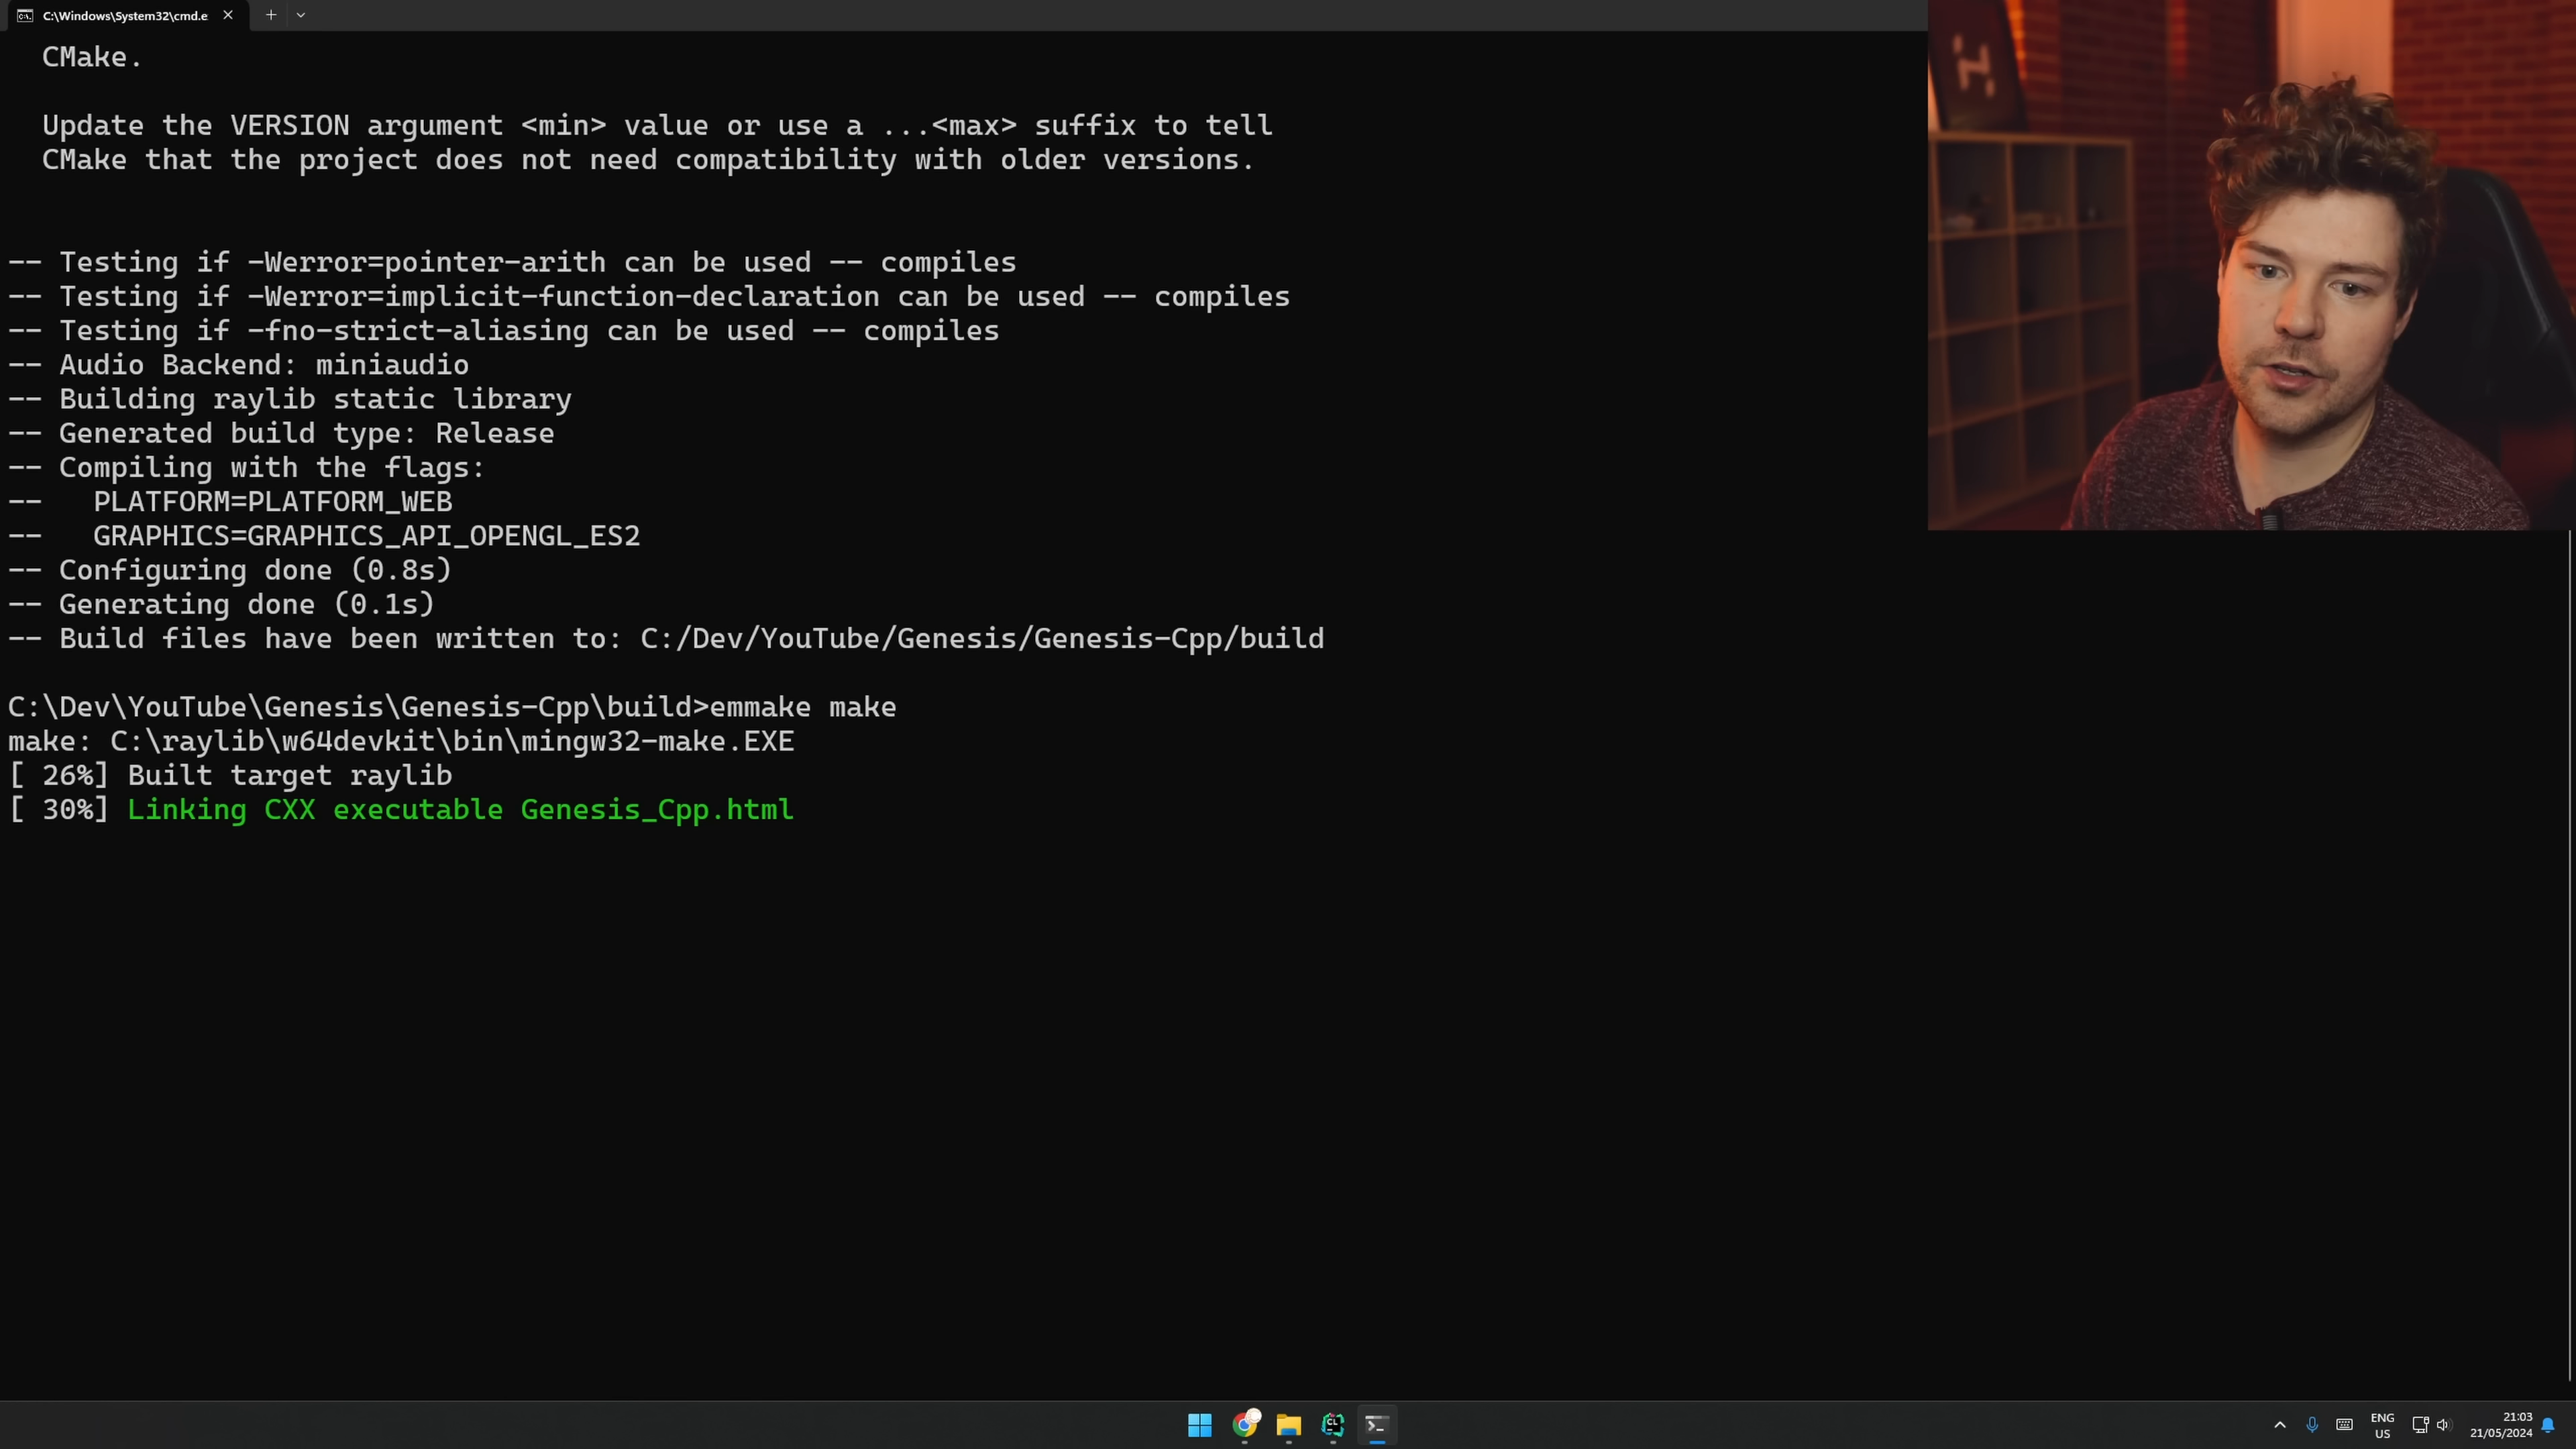 C:\Windows\System32\cmd.e
CMake.
Update the VERSION argument <min> value or use a ...<max> suffix to tell
CMake that the project does not need compatibility with older versions.
-- Testing if -Werror=pointer-arith can be used -- compiles
-- Testing if -Werror=implicit-function-declaration can be used -- compiles
-- Testing if -fno-strict-aliasing can be used -- compiles
-- Audio Backend: miniaudio
-- Building raylib static library
-- Generated build type: Release
-- Compiling with the flags:
--   PLATFORM=PLATFORM_WEB
--   GRAPHICS=GRAPHICS_API_OPENGL_ES2
-- Configuring done (0.8s)
-- Generating done (0.1s)
-- Build files have been written to: C:/Dev/YouTube/Genesis/Genesis-Cpp/build
C:\Dev\YouTube\Genesis\Genesis-Cpp\build>emmake make
make: C:\raylib\w64devkit\bin\mingw32-make.EXE
[ 26%] Built target raylib
[ 30%] Linking CXX executable Genesis_Cpp.html
CL
ENG
US
21:03
21/05/2024